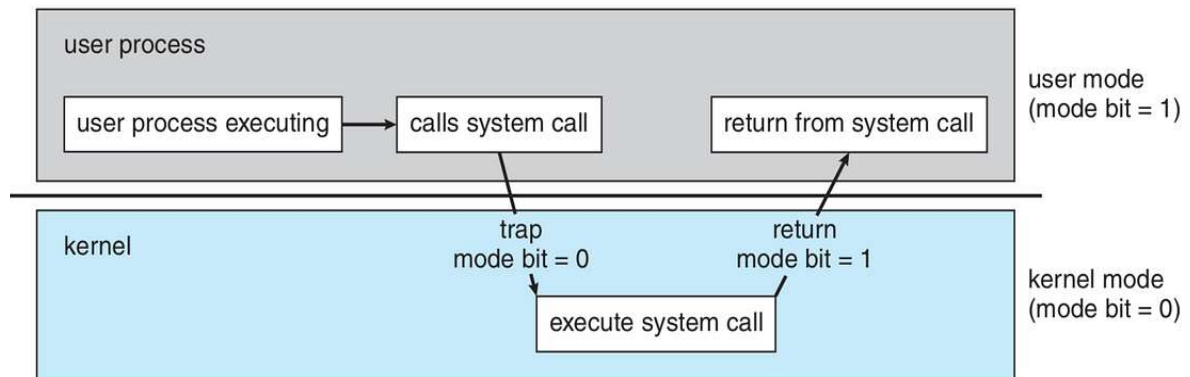 user process
user process executing
calls system call
return from system call
user mode
(mode bit = 1)
kernel
trap
mode bit = 0
return
mode bit = 1
execute system call
kernel mode
(mode bit = 0)